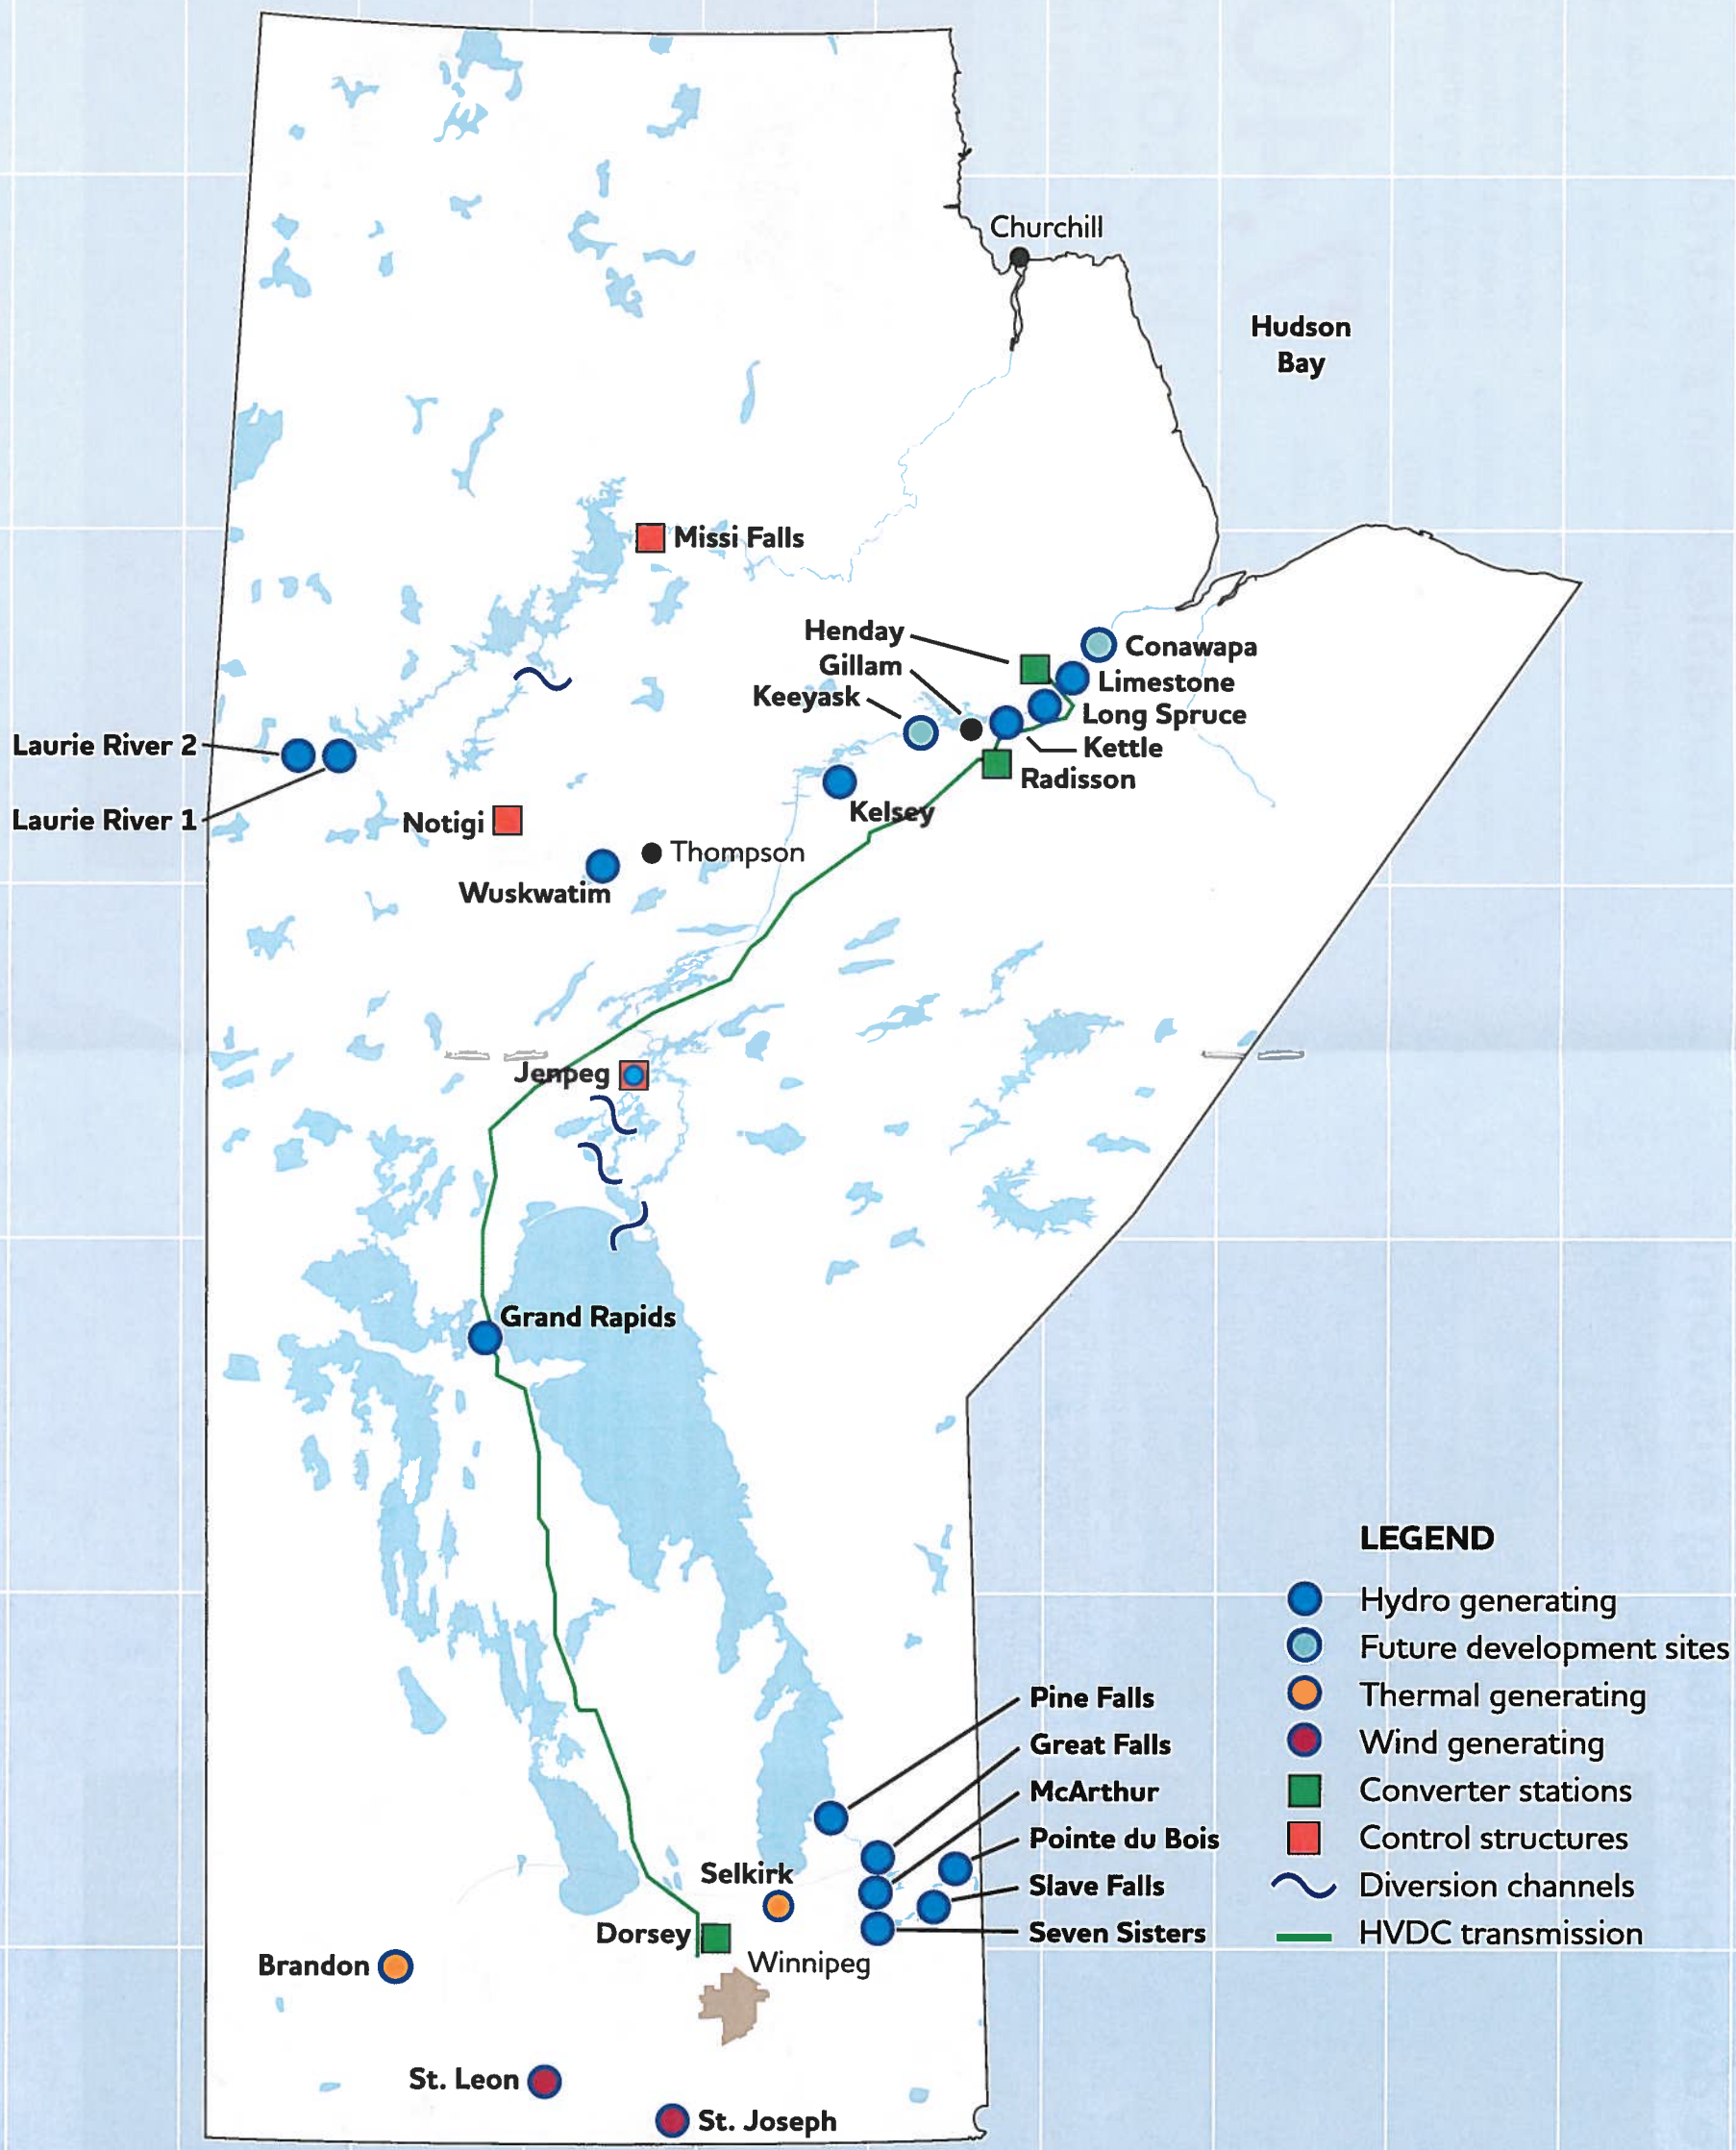 Churchill
Hudson
Bay
Missi Falls
Henday
Gillam
Keeyask
Conawapa
Limestone
Long Spruce
Kettle
Radisson
Kelsey
Laurie River 2
Laurie River 1
Notigi
Thompson
Wuskwatim
Jenpeg
Grand Rapids
LEGEND
Hydro generating
Future development sites
Thermal generating
Wind generating
Converter stations
Control structures
Diversion channels
HVDC transmission
Pine Falls
Great Falls
McArthur
Pointe du Bois
Slave Falls
Seven Sisters
Selkirk
Dorsey
Winnipeg
Brandon
St. Leon
St. Joseph